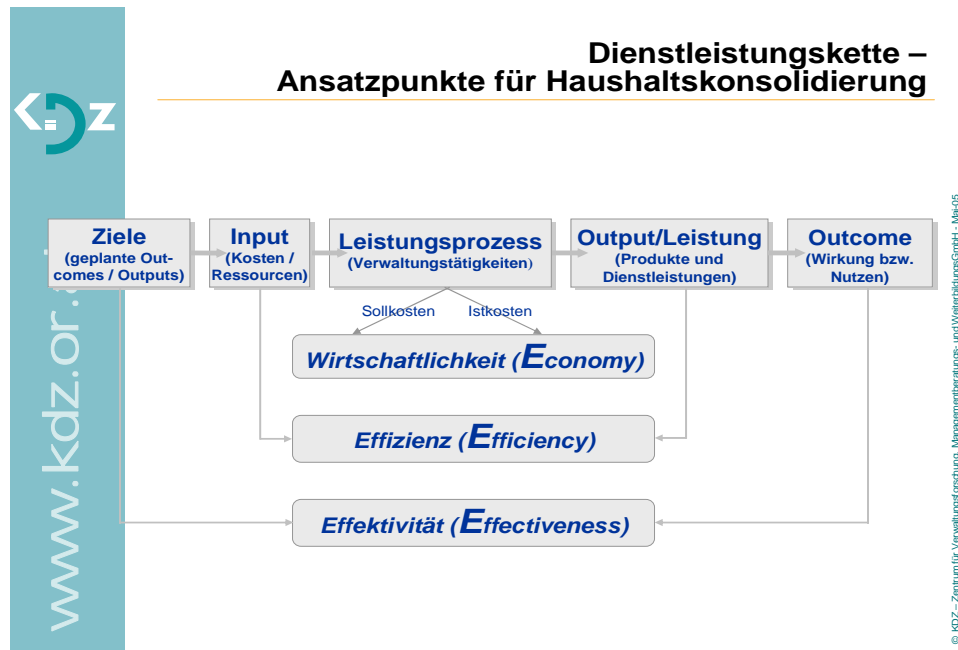 Dienstleistungskette –
Ansatzpunkte für Haushaltskonsolidierung
KDZ
Ziele
(geplante Out-
comes / Outputs)
Input
(Kosten /
Ressourcen)
Leistungsprozess
(Verwaltungstätigkeiten)
Output/Leistung
(Produkte und
Dienstleistungen)
Outcome
(Wirkung bzw.
Nutzen)
Sollkosten
Istkosten
Wirtschaftlichkeit (Economy)
Effizienz (Efficiency)
Effektivität (Effectiveness)
www.kdz.or.
© KDZ – Zentrum für Verwaltungsforschung, Managementberatungs- und WeiterbildungsGmbH - Mai-05